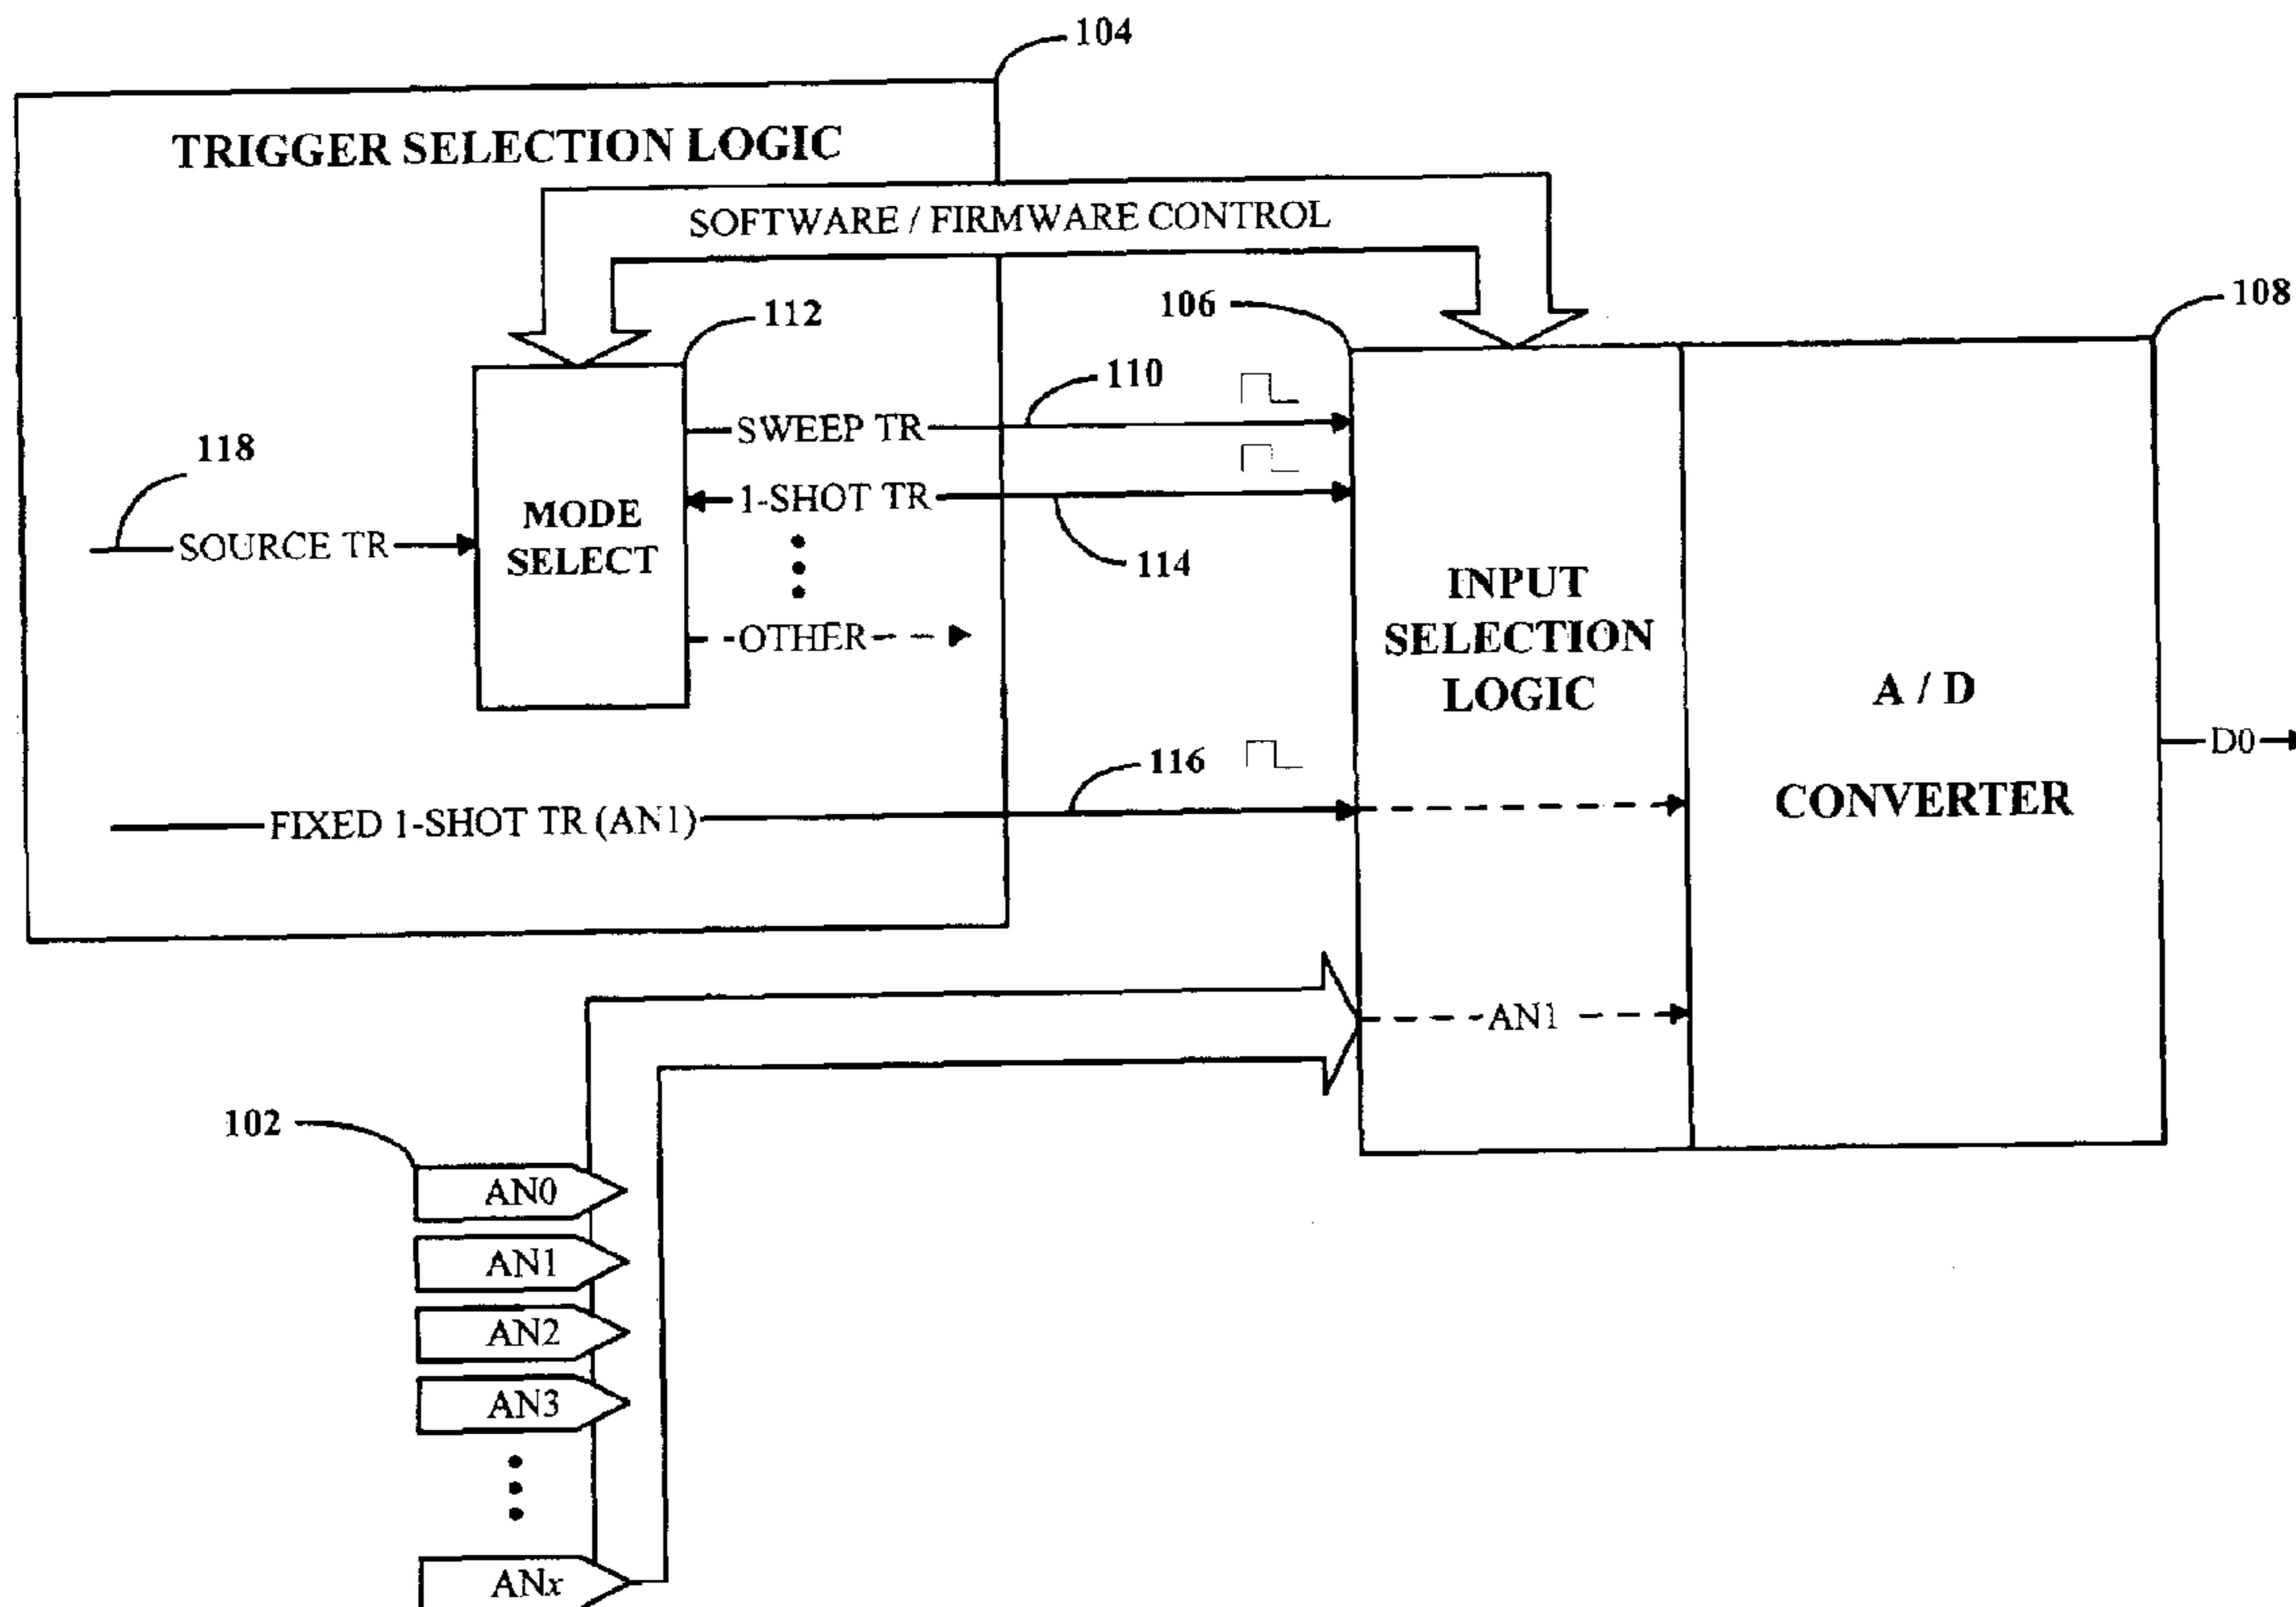 104
TRIGGER SELECTION LOGIC
SOFTWARE / FIRMWARE CONTROL
112
106
108
110
SWEEP TR
118
1-SHOT TR
MODE
SELECT
SOURCE TR
114
INPUT
SELECTION
LOGIC
OTHER
A / D
CONVERTER
D0
116
FIXED 1-SHOT TR (AN1)
AN1
102
AN0
AN1
AN2
AN3
ANx